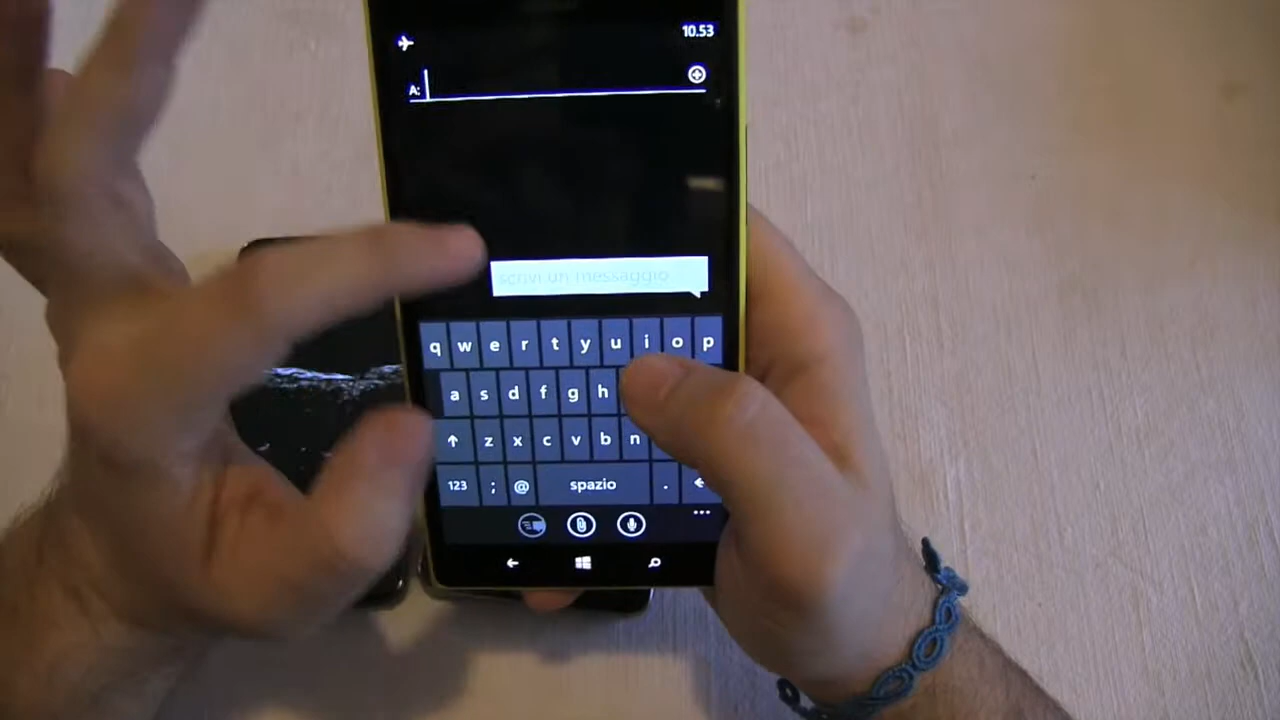 10.53
A:
scrivi un messaggio
q w e r t y u i o p
a s d f g h
z x c v b n
123 ; @ spazio .